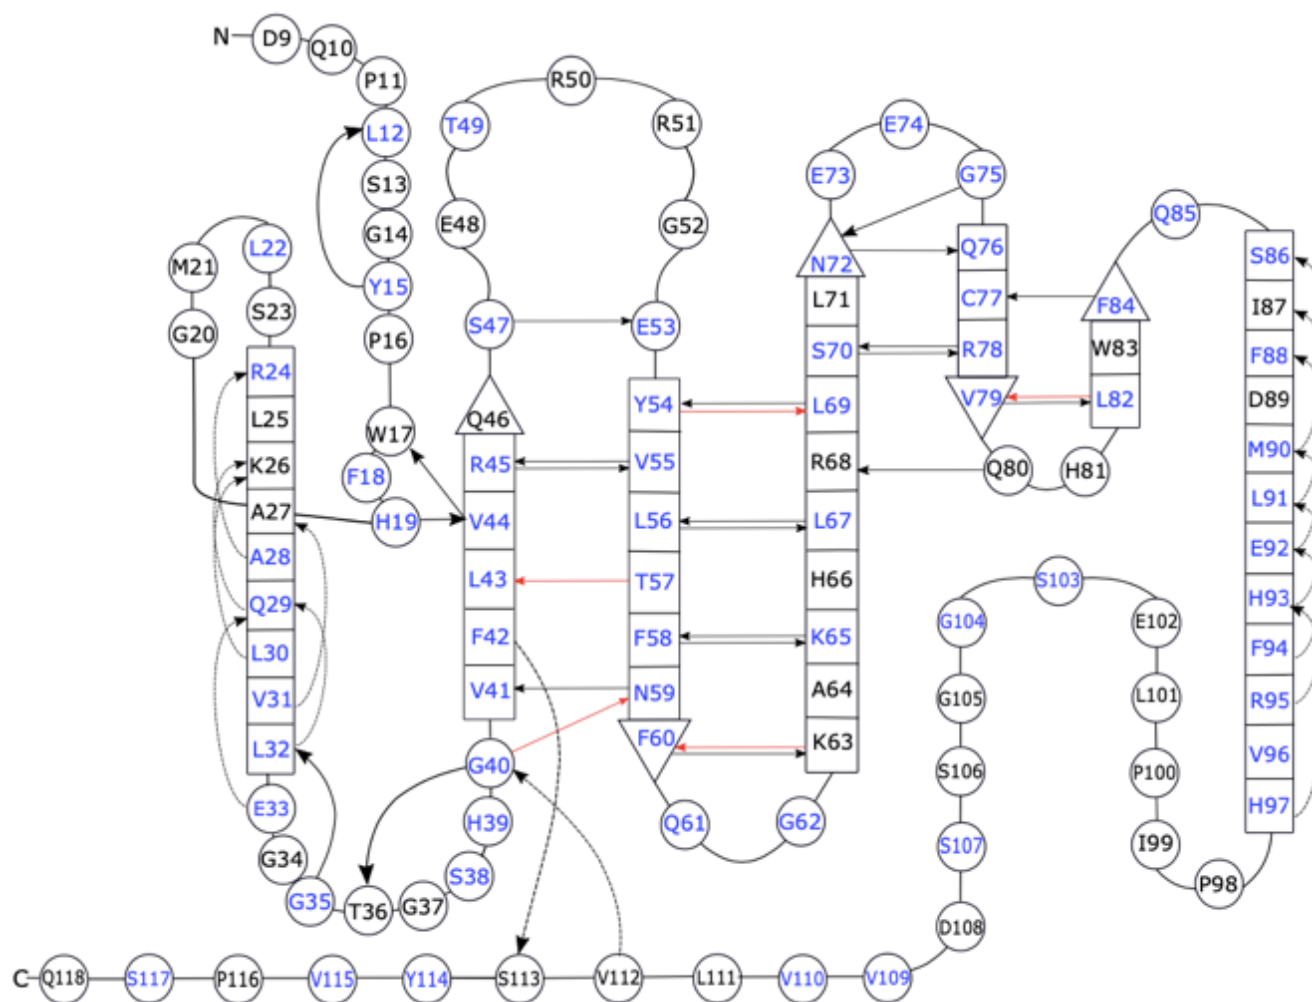 N
D9
Q10
P11
L12
S13
G14
Y15
P16
W17
F18
H19
G20
M21
L22
S23
R24
L25
K26
A27
A28
Q29
L30
V31
L32
E33
G34
G35
T36
G37
S38
H39
G40
V41
F42
L43
V44
R45
Q46
S47
E48
T49
R50
R51
G52
E53
Y54
V55
L56
T57
F58
N59
F60
Q61
G62
K63
A64
K65
H66
L67
R68
L69
S70
L71
N72
E73
E74
G75
Q76
C77
R78
V79
Q80
H81
L82
W83
F84
Q85
S86
I87
F88
D89
M90
L91
E92
H93
F94
R95
V96
H97
P98
I99
P100
L101
E102
S103
G104
G105
S106
S107
D108
V109
V110
L111
V112
S113
Y114
V115
P116
S117
Q118
C